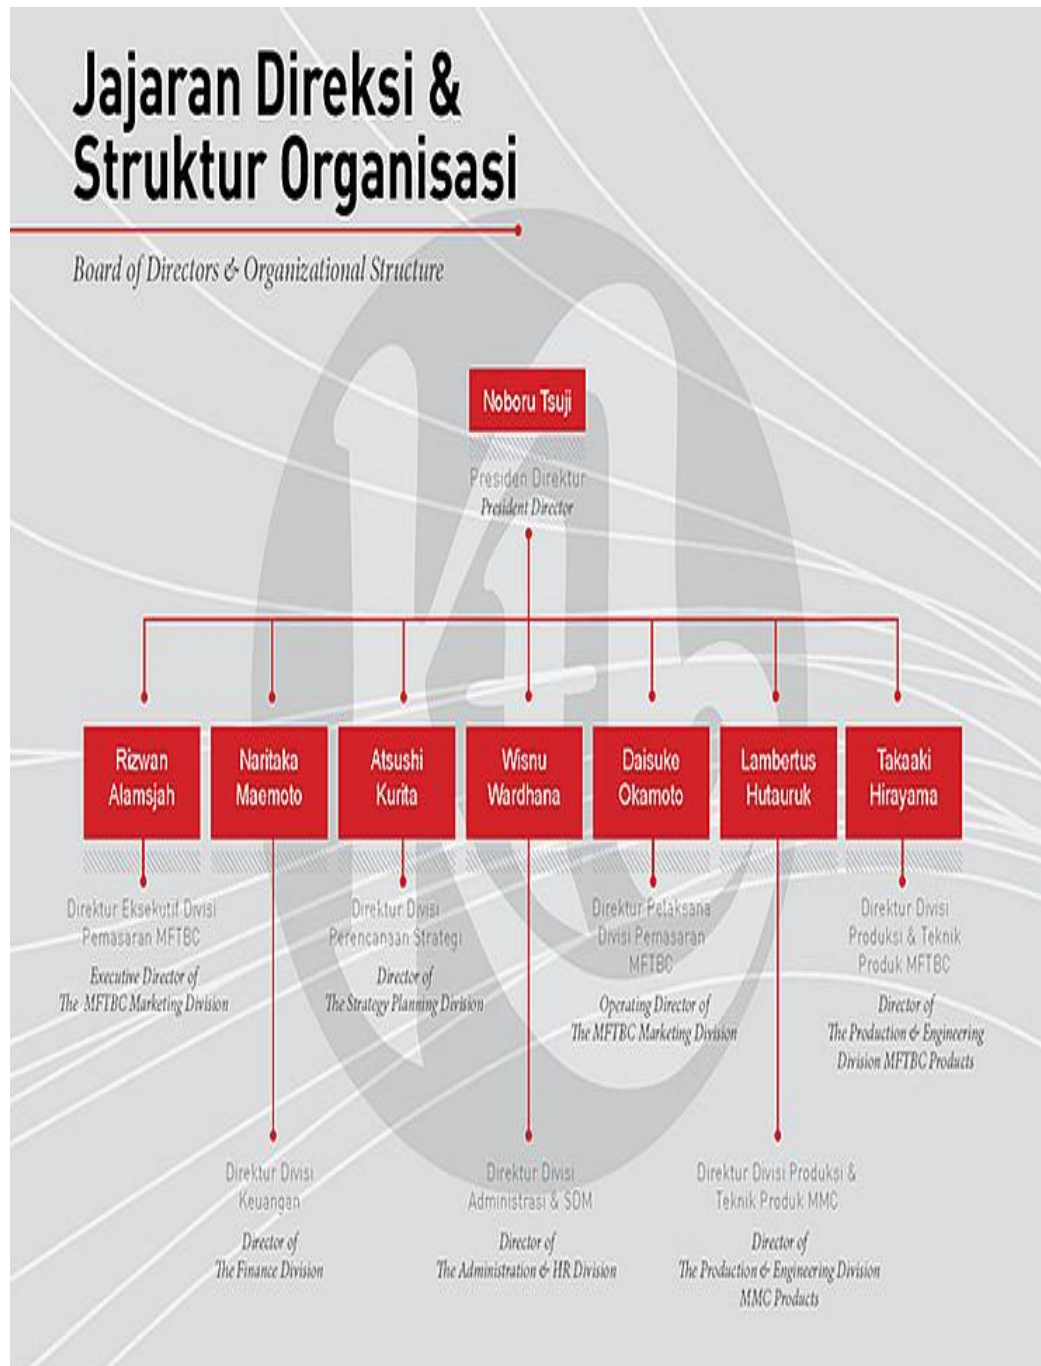 Jajaran Direksi &
Struktur Organisasi
Board of Directors & Organizational Structure
Noboru Tsuji
Presiden Direktur
President Director
Rizwan
Alamsjah
Naritaka
Maemoto
Atsushi
Kurita
Wisnu
Wardhana
Daisuke
Okamoto
Lambertus
Hutauruk
Takaaki
Hirayama
Direktur Eksekutif Divisi
Pemasaran MFTBC
Executive Director of
The MFTBC Marketing Division
Direktur Divisi
Perencanaan Strategi
Director of
The Strategy Planning Division
Direktur Pelaksana
Divisi Pemasaran
MFTBC
Operating Director of
The MFTBC Marketing Division
Direktur Divisi
Produksi & Teknik
Produk MFTBC
Director of
The Production & Engineering
Division MFTBC Products
Direktur Divisi
Keuangan
Director of
The Finance Division
Direktur Divisi
Administrasi & SDM
Director of
The Administration & HR Division
Direktur Divisi Produksi &
Teknik Produk MMC
Director of
The Production & Engineering Division
MMC Products